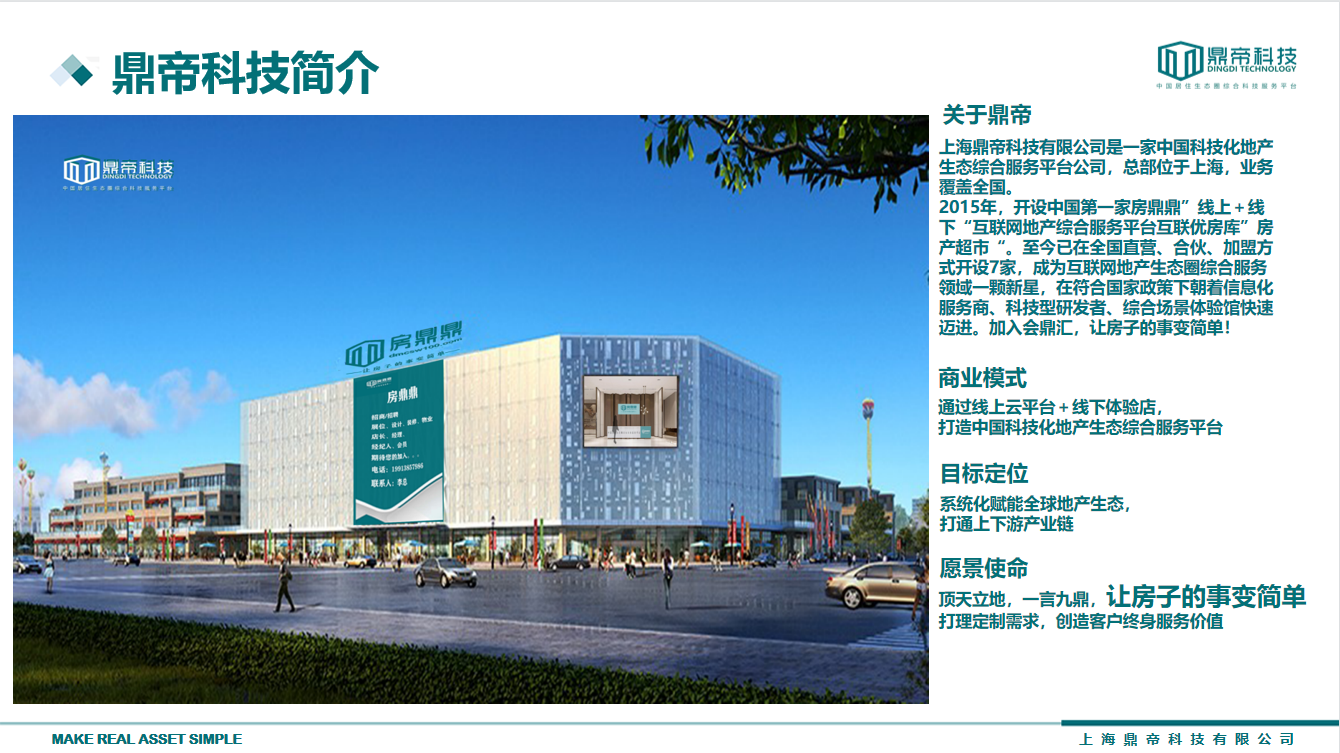 鼎帝科技简介
鼎帝科技
DINGDI TECHNOLOGY
中国居住生态圈综合科技服务平台
鼎帝科技
DINGDI TECHNOLOGY
中国居住生态圈综合科技服务平台
房鼎鼎
让房子的事变简单
房鼎鼎
招商/招聘
展位、设计、装修、物业
店长、经理、
经纪人、会员
期待您的加入...
电话：19913857986
联系人：李总
关于鼎帝
上海鼎帝科技有限公司是一家中国科技化地产
生态综合服务平台公司，总部位于上海，业务
覆盖全国。
2015年，开设中国第一家房鼎鼎”线上+线
下“互联网地产综合服务平台互联优房库”房
产超市“。至今已在全国直营、合伙、加盟方
式开设7家，成为互联网地产生态圈综合服务
领域一颗新星，在符合国家政策下朝着信息化
服务商、科技型研发者、综合场景体验馆快速
迈进。加入会鼎汇，让房子的事变简单！
商业模式
通过线上云平台+线下体验店，
打造中国科技化地产生态综合服务平台
目标定位
系统化赋能全球地产生态，
打通上下游产业链
愿景使命
顶天立地，一言九鼎，让房子的事变简单
打理定制需求，创造客户终身服务价值
MAKE REAL ASSET SIMPLE
上海鼎帝科技有限公司